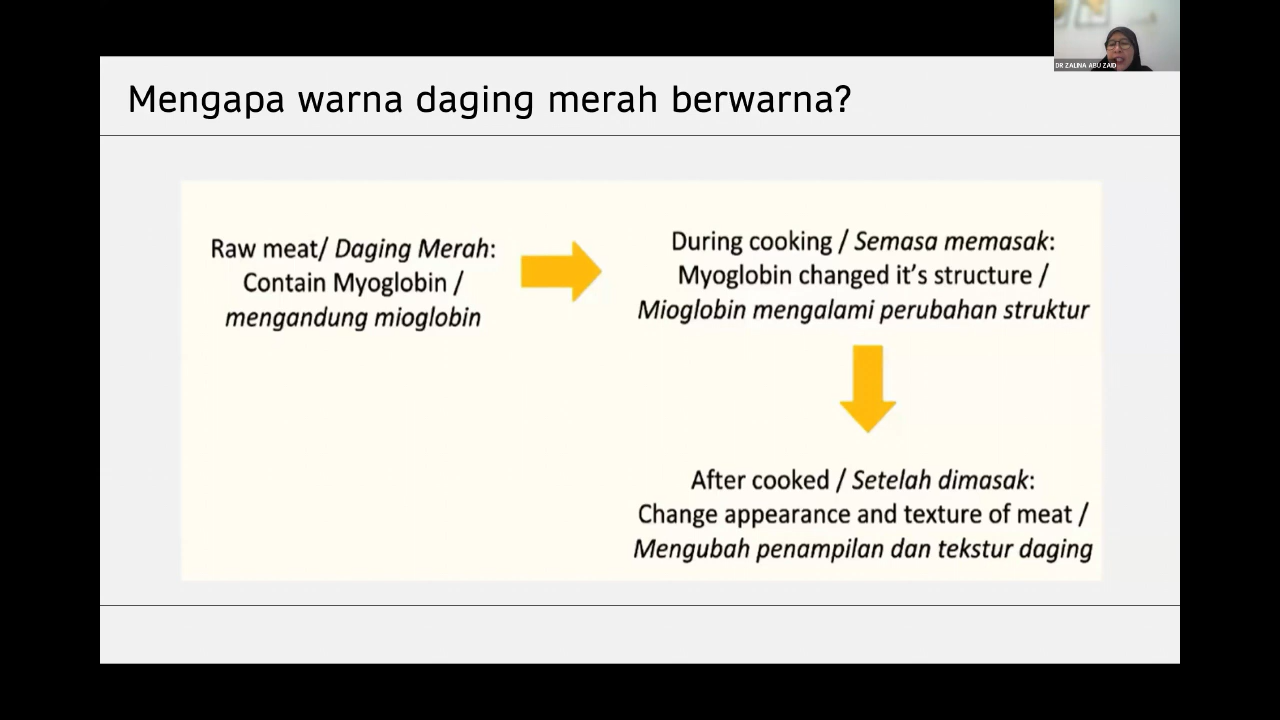 DR ZALINA ABU ZAID
Mengapa warna daging merah berwarna?
Raw meat/ Daging Merah:
Contain Myoglobin /
mengandung mioglobin
During cooking / Semasa memasak:
Myoglobin changed it's structure /
Mioglobin mengalami perubahan struktur
After cooked / Setelah dimasak:
Change appearance and texture of meat /
Mengubah penampilan dan tekstur daging